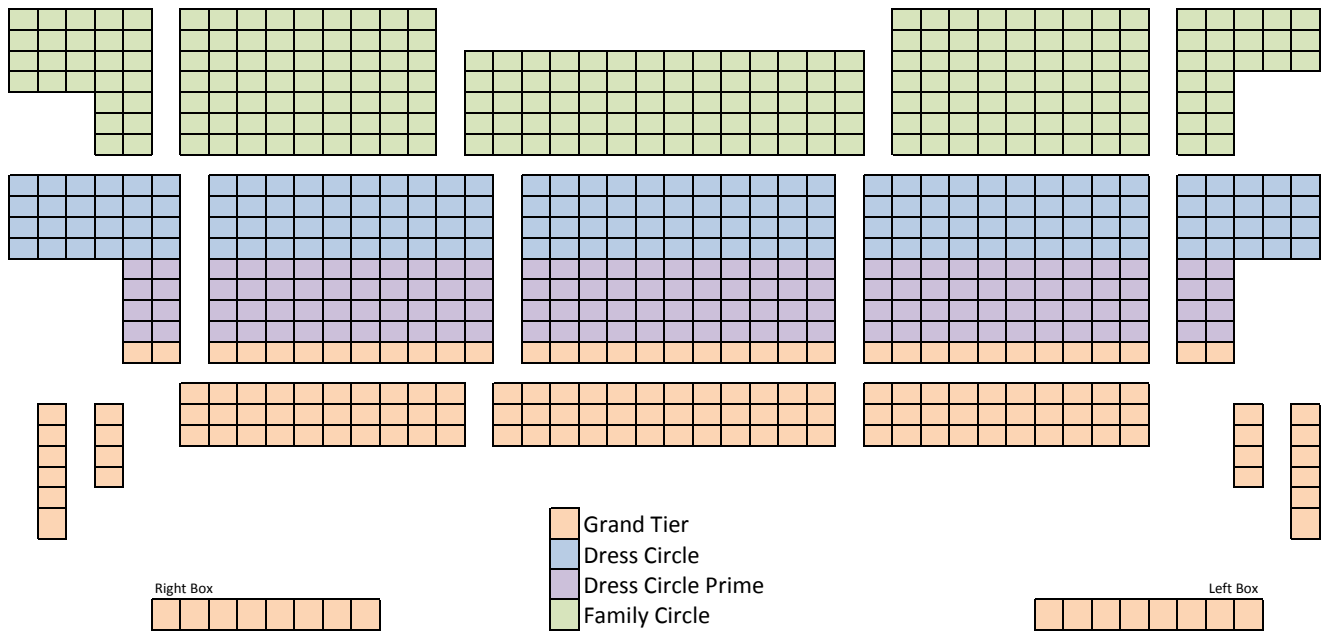 Grand Tier
Dress Circle
Right Box
Dress Circle Prime
Left Box
Family Circle